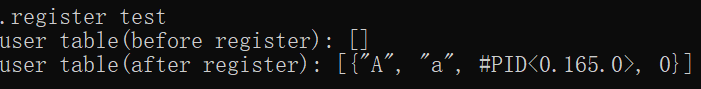 .register test
user table(before register): []
user table(after register): [{"A", "a", #PID<0.165.0>, 0}]